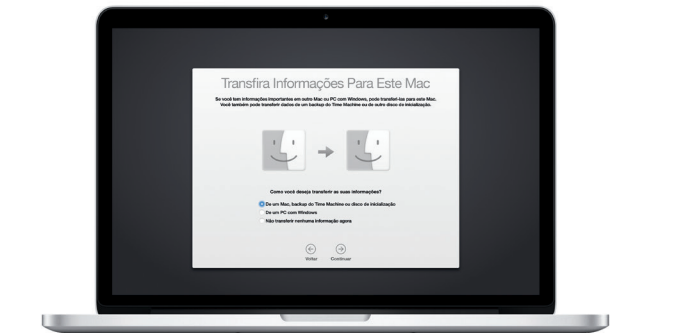 Transfira Informações Para Este Mac
Se você tem informações importantes em outro Mac ou PC com Windows, pode transferi-las para este Mac.
Você também pode transferir dados de um backup do Time Machine ou de outro disco de inicialização.
Como você deseja transferir as suas informações?
De um Mac, backup do Time Machine ou disco de inicialização
De um PC com Windows
Não transferir nenhuma informação agora
Voltar Continuar